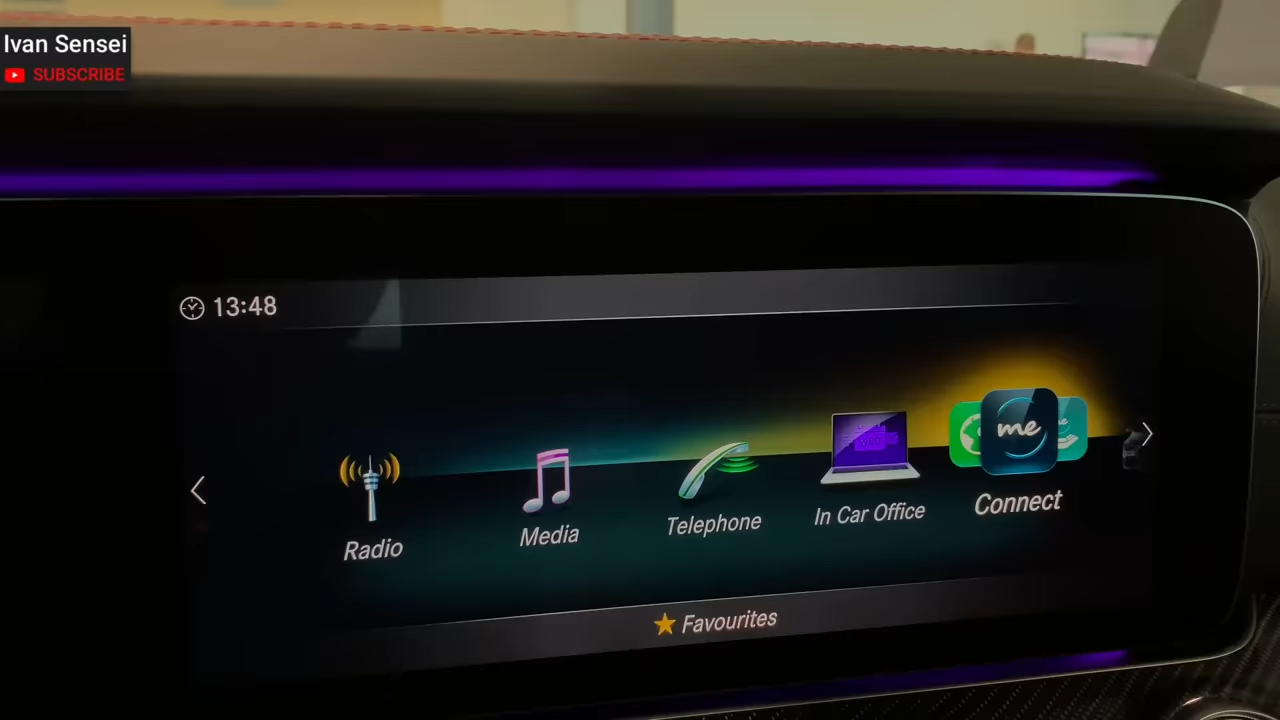 Ivan Sensei
SUBSCRIBE
13:48
Radio
Media
Telephone
In Car Office
me
Connect
Favourites